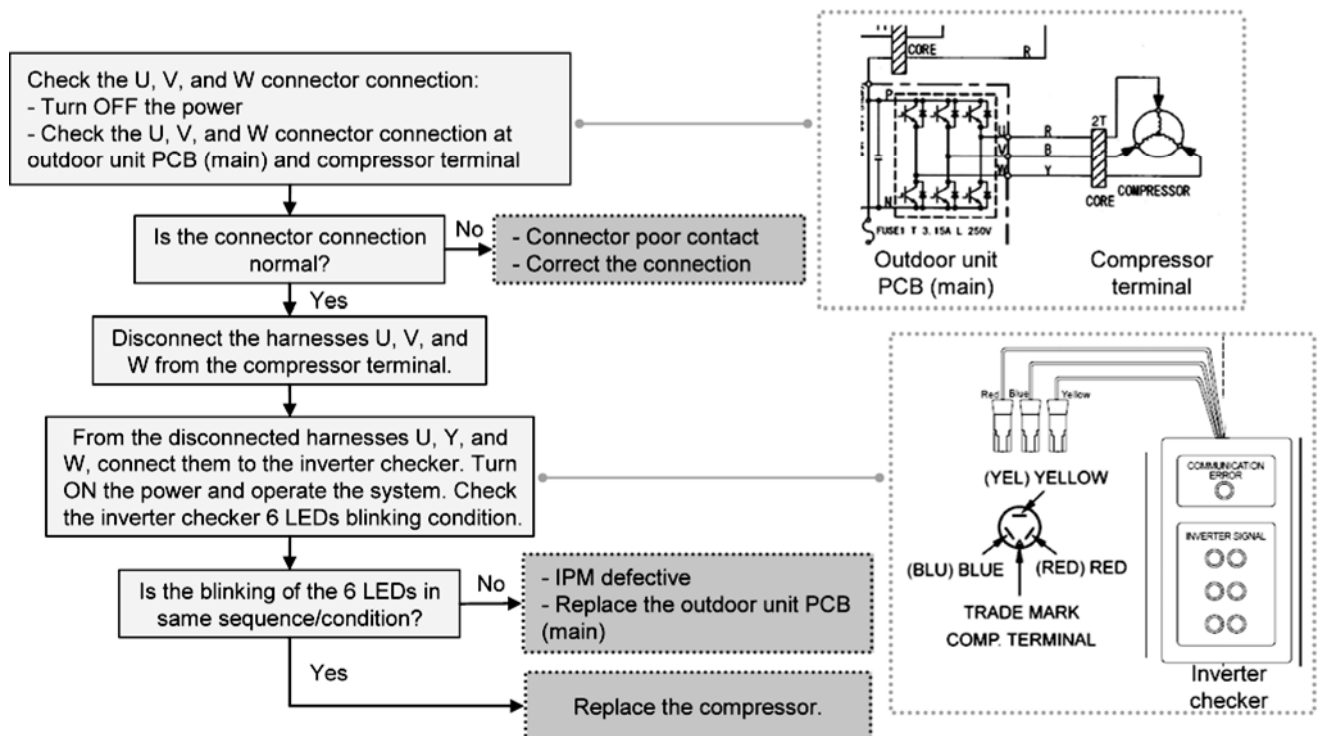 Check the U, V, and W connector connection:
- Turn OFF the power
- Check the U, V, and W connector connection at
outdoor unit PCB (main) and compressor terminal
Is the connector connection
normal?
No
- Connector poor contact
- Correct the connection
Yes
Disconnect the harnesses U, V, and
W from the compressor terminal.
From the disconnected harnesses U, Y, and
W, connect them to the inverter checker. Turn
ON the power and operate the system. Check
the inverter checker 6 LEDs blinking condition.
Is the blinking of the 6 LEDs in
same sequence/condition?
No
- IPM defective
- Replace the outdoor unit PCB
(main)
Yes
Replace the compressor.
CORE
R
P
2T
U
R
V
B
W
Y
N
CORE
COMPRESSOR
FUSE1 T 3.15A L 250V
Outdoor unit
PCB (main)
Compressor
terminal
Red
Blue
Yellow
(YEL) YELLOW
(BLU) BLUE
(RED) RED
TRADE MARK
COMP. TERMINAL
COMMUNICATION
ERROR
INVERTER SIGNAL
Inverter
checker